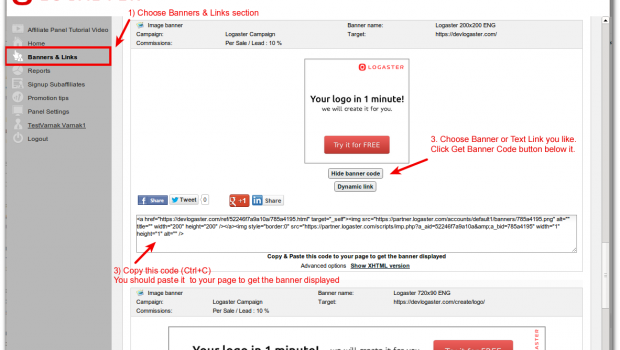 1) Choose Banners & Links section
Affiliate Panel Tutorial Video
Home
Banners & Links
Reports
Signup Subaffiliates
Promotion tips
Panel Settings
TextVarnak Varnak1
Logout
Image banner Banner name: Logaster 200x200 ENG
Campaign: Logaster Campaign Target: https://devlogaster.com/
Commissions: Per Sale / Lead : 10 %
LOGASTER
Your logo in 1 minute!
we will create it for you.
Try it for FREE
3. Choose Banner or Text Link you like.
Click Get Banner Code button below it.
Hide banner code
Dynamic link
Share Tweet 0 +1 Share
<a href="https://devlogaster.com/ref/52246f7a9a10a/785a4195.html" target="_self"><img src="https://partner.logaster.com/accounts/default1/banners/785a4195.png" alt=""
title="" width="200" height="200" /></a><img style="border:0" src="https://partner.logaster.com/scripts/imp.php?a_aid=52246f7a9a10a&amp;a_bid=785a4195" width="1"
height="1" alt="" />
Copy & Paste this code to your page to get the banner displayed
Advanced options Show XHTML version
3) Copy this code (Ctrl+C)
You should paste it to your page to get the banner displayed
Image banner Banner name: Logaster 720x90 ENG
Campaign: Logaster Campaign Target: https://devlogaster.com/create/logo/
Commissions: Per Sale / Lead : 10 %
Your logo in 1 minute! we will create it for you. Try it for FREE